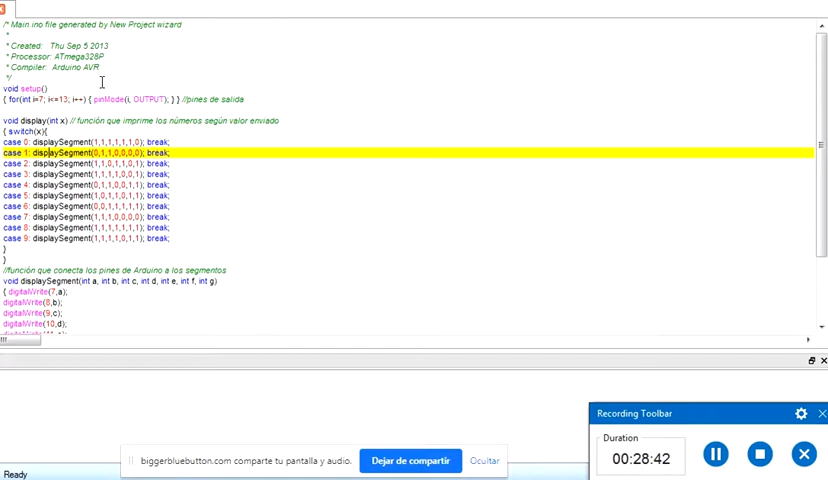 /* Main ino file generated by New Project wizard
*
* Created: Thu Sep 5 2013
* Processor: ATmega328P
* Compiler: Arduino AVR
*/
void setup()
{ for(int i=7; i<=13; i++) { pinMode(i, OUTPUT); } } //pines de salida
void display(int x) // función que imprime los números según valor enviado
{ switch(x){
case 0: displaySegment(1,1,1,1,1,1,0); break;
case 1: displaySegment(0,1,1,0,0,0,0); break;
case 2: displaySegment(1,1,0,1,1,0,1); break;
case 3: displaySegment(1,1,1,1,0,0,1); break;
case 4: displaySegment(0,1,1,0,0,1,1); break;
case 5: displaySegment(1,0,1,1,0,1,1); break;
case 6: displaySegment(0,0,1,1,1,1,1); break;
case 7: displaySegment(1,1,1,0,0,0,0); break;
case 8: displaySegment(1,1,1,1,1,1,1); break;
case 9: displaySegment(1,1,1,1,0,1,1); break;
}
}
//función que conecta los pines de Arduino a los segmentos
void displaySegment(int a, int b, int c, int d, int e, int f, int g)
{ digitalWrite(7,a);
digitalWrite(8,b);
digitalWrite(9,c);
digitalWrite(10,d);
Recording Toolbar
Duration
00:28:42
biggerbluebutton.com comparte tu pantalla y audio.
Dejar de compartir
Ocultar
Ready